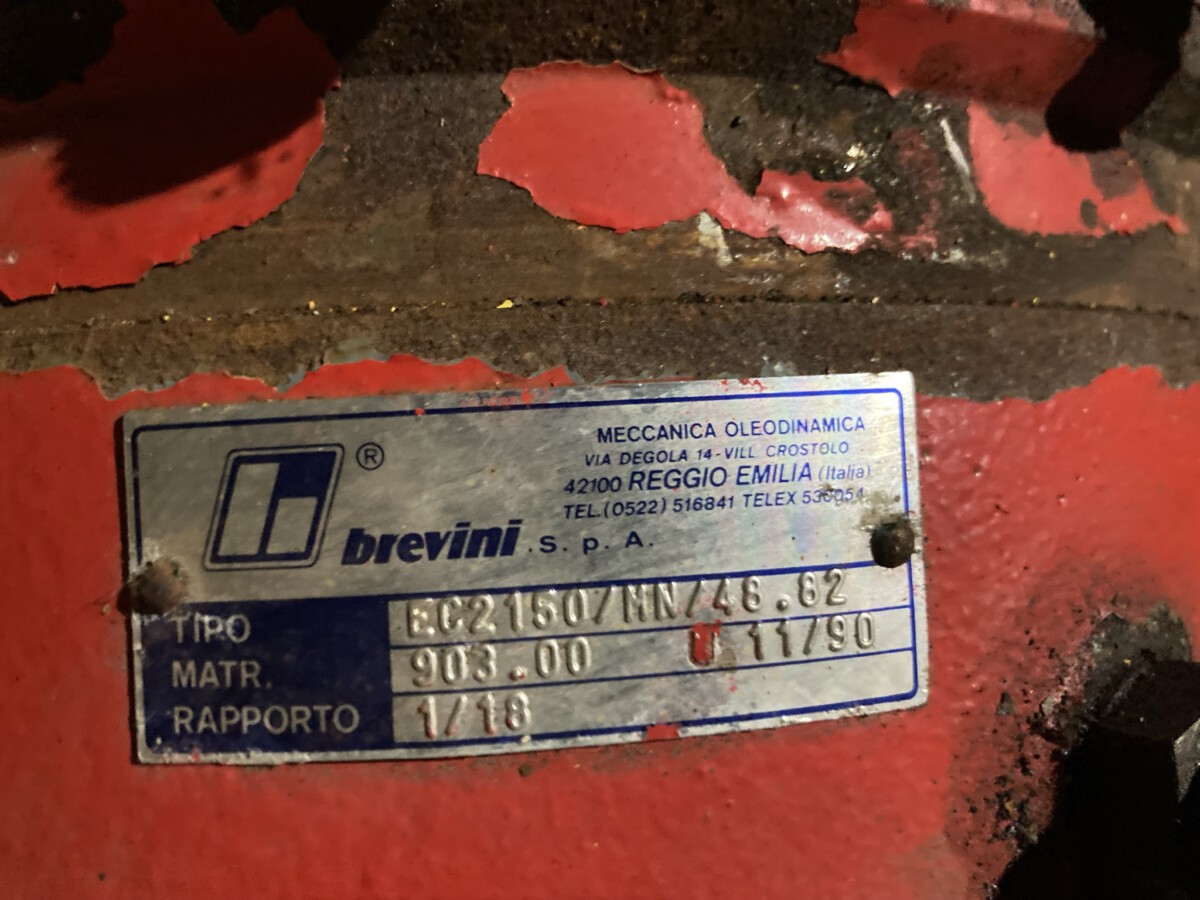 MECCANICA OLEODINAMICA
VIA DEGOLA 14 - VILL. CROSTOLO
42100 REGGIO EMILIA (Italia)
TEL. (0522) 516841 TELEX 530054
®
brevini S. p. A.
TIPO EC2150/MN/48.82
MATR. 903.00 U 11/90
RAPPORTO 1/18